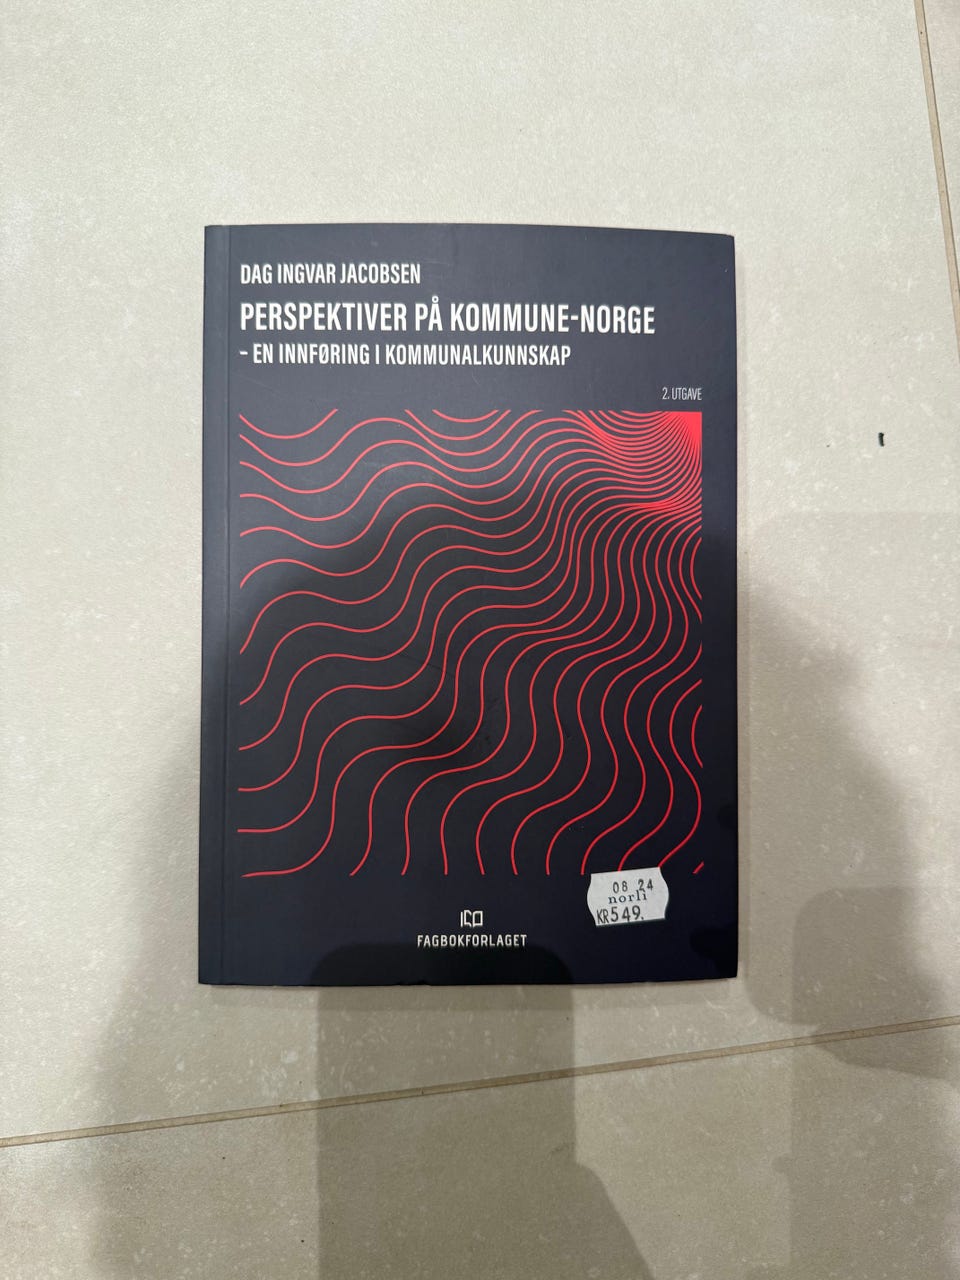 DAG INGVAR JACOBSEN
PERSPEKTIVER PÅ KOMMUNE-NORGE
– EN INNFØRING I KOMMUNALKUNNSKAP
2. UTGAVE
08 24
norli
KR549.
FAGBOKFORLAGET